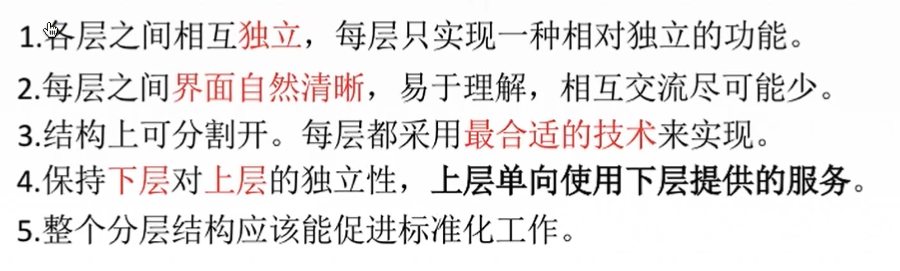 1.各层之间相互独立，每层只实现一种相对独立的功能。
2.每层之间界面自然清晰，易于理解，相互交流尽可能少。
3.结构上可分割开。每层都采用最合适的技术来实现。
4.保持下层对上层的独立性，上层单向使用下层提供的服务。
5.整个分层结构应该能促进标准化工作。